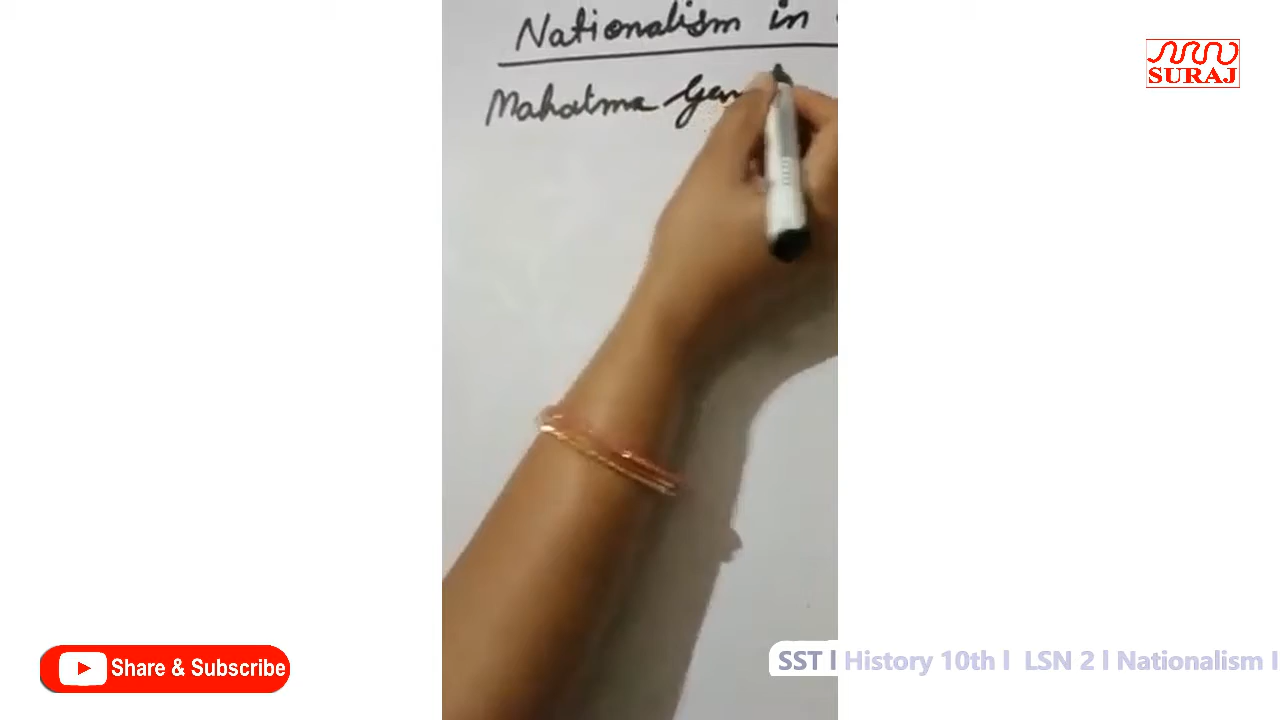 Nationalism in
Mahatma Gan
SURAJ
Share & Subscribe
SST l History 10th l LSN 2 l Nationalism I